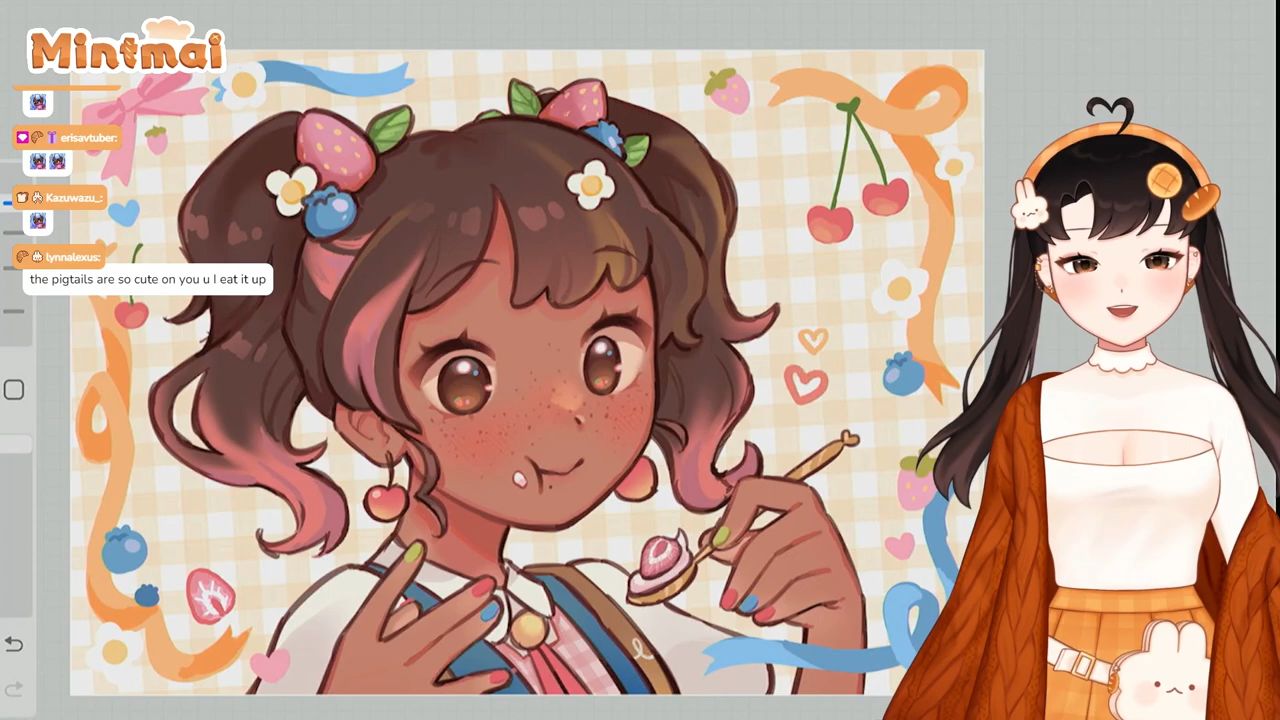 Mintmai
erisavtuber:
Kazuwazu_:
lynnalexus:
the pigtails are so cute on you u I eat it up